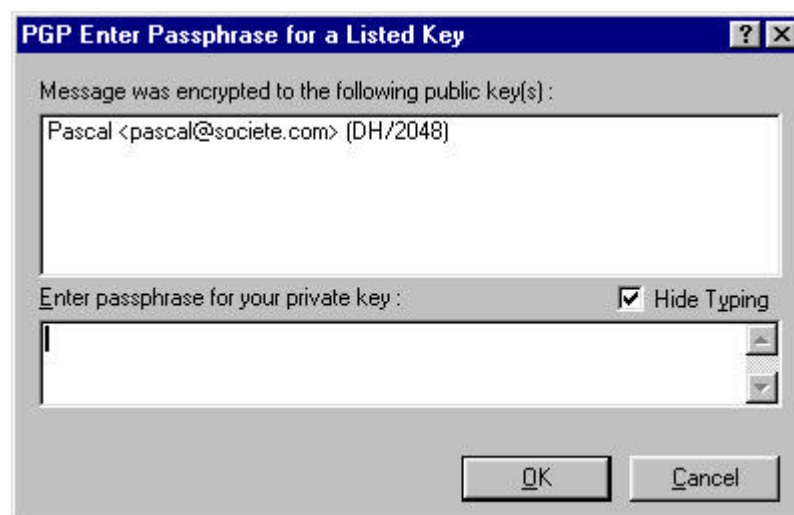 PGP Enter Passphrase for a Listed Key
Message was encrypted to the following public key(s) :
Pascal <pascal@societe.com> (DH/2048)
Enter passphrase for your private key :
Hide Typing
OK
Cancel